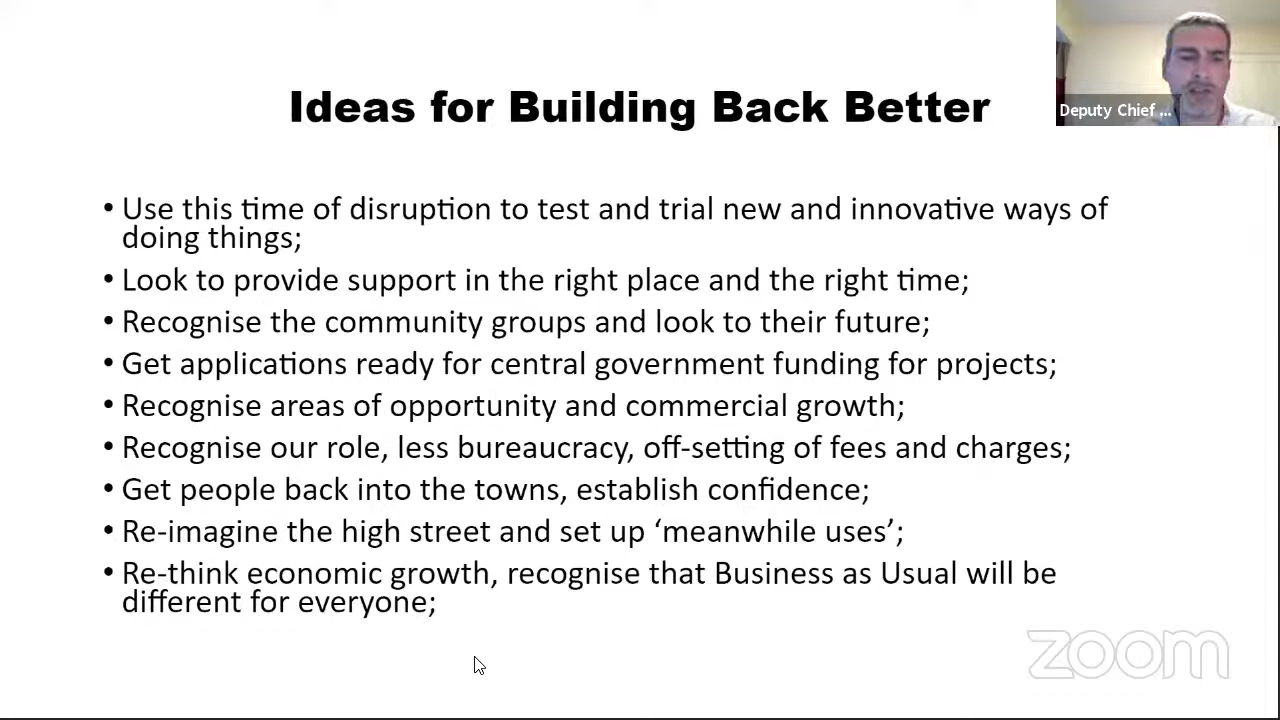 Ideas for Building Back Better
Deputy Chief ...
• Use this time of disruption to test and trial new and innovative ways of
doing things;
• Look to provide support in the right place and the right time;
• Recognise the community groups and look to their future;
• Get applications ready for central government funding for projects;
• Recognise areas of opportunity and commercial growth;
• Recognise our role, less bureaucracy, off-setting of fees and charges;
• Get people back into the towns, establish confidence;
• Re-imagine the high street and set up ‘meanwhile uses’;
• Re-think economic growth, recognise that Business as Usual will be
different for everyone;
zoom